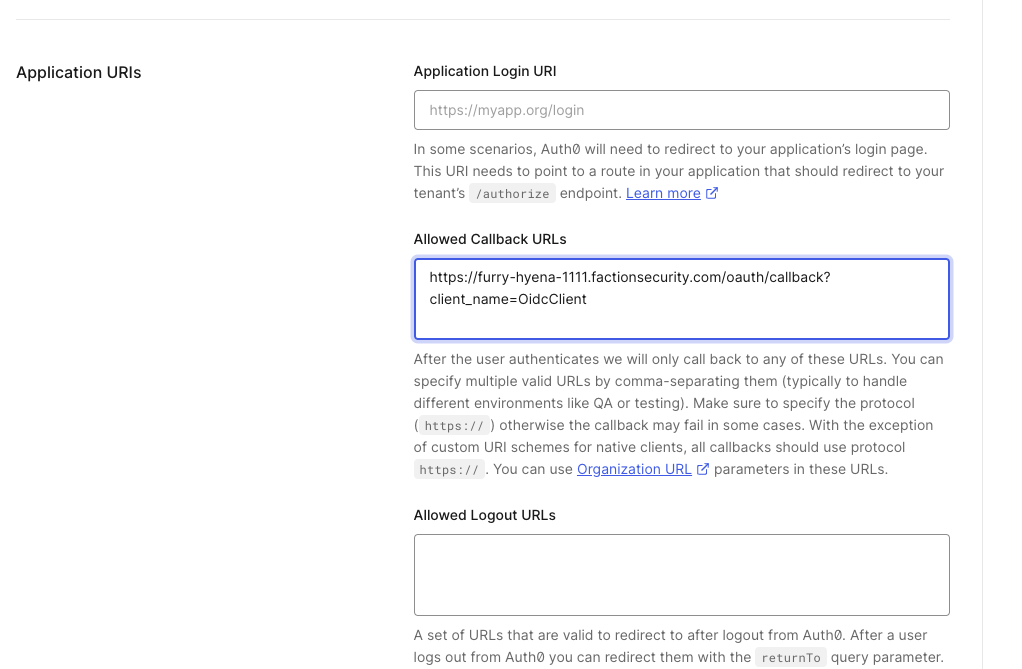 Application URIs
Application Login URI
https://myapp.org/login
In some scenarios, Auth0 will need to redirect to your application’s login page.
This URI needs to point to a route in your application that should redirect to your
tenant’s /authorize endpoint. Learn more
Allowed Callback URLs
https://furry-hyena-1111.factionsecurity.com/oauth/callback?
client_name=OidcClient
After the user authenticates we will only call back to any of these URLs. You can
specify multiple valid URLs by comma-separating them (typically to handle
different environments like QA or testing). Make sure to specify the protocol
( https:// ) otherwise the callback may fail in some cases. With the exception
of custom URI schemes for native clients, all callbacks should use protocol
https:// . You can use Organization URL parameters in these URLs.
Allowed Logout URLs
A set of URLs that are valid to redirect to after logout from Auth0. After a user
logs out from Auth0 you can redirect them with the returnTo query parameter.